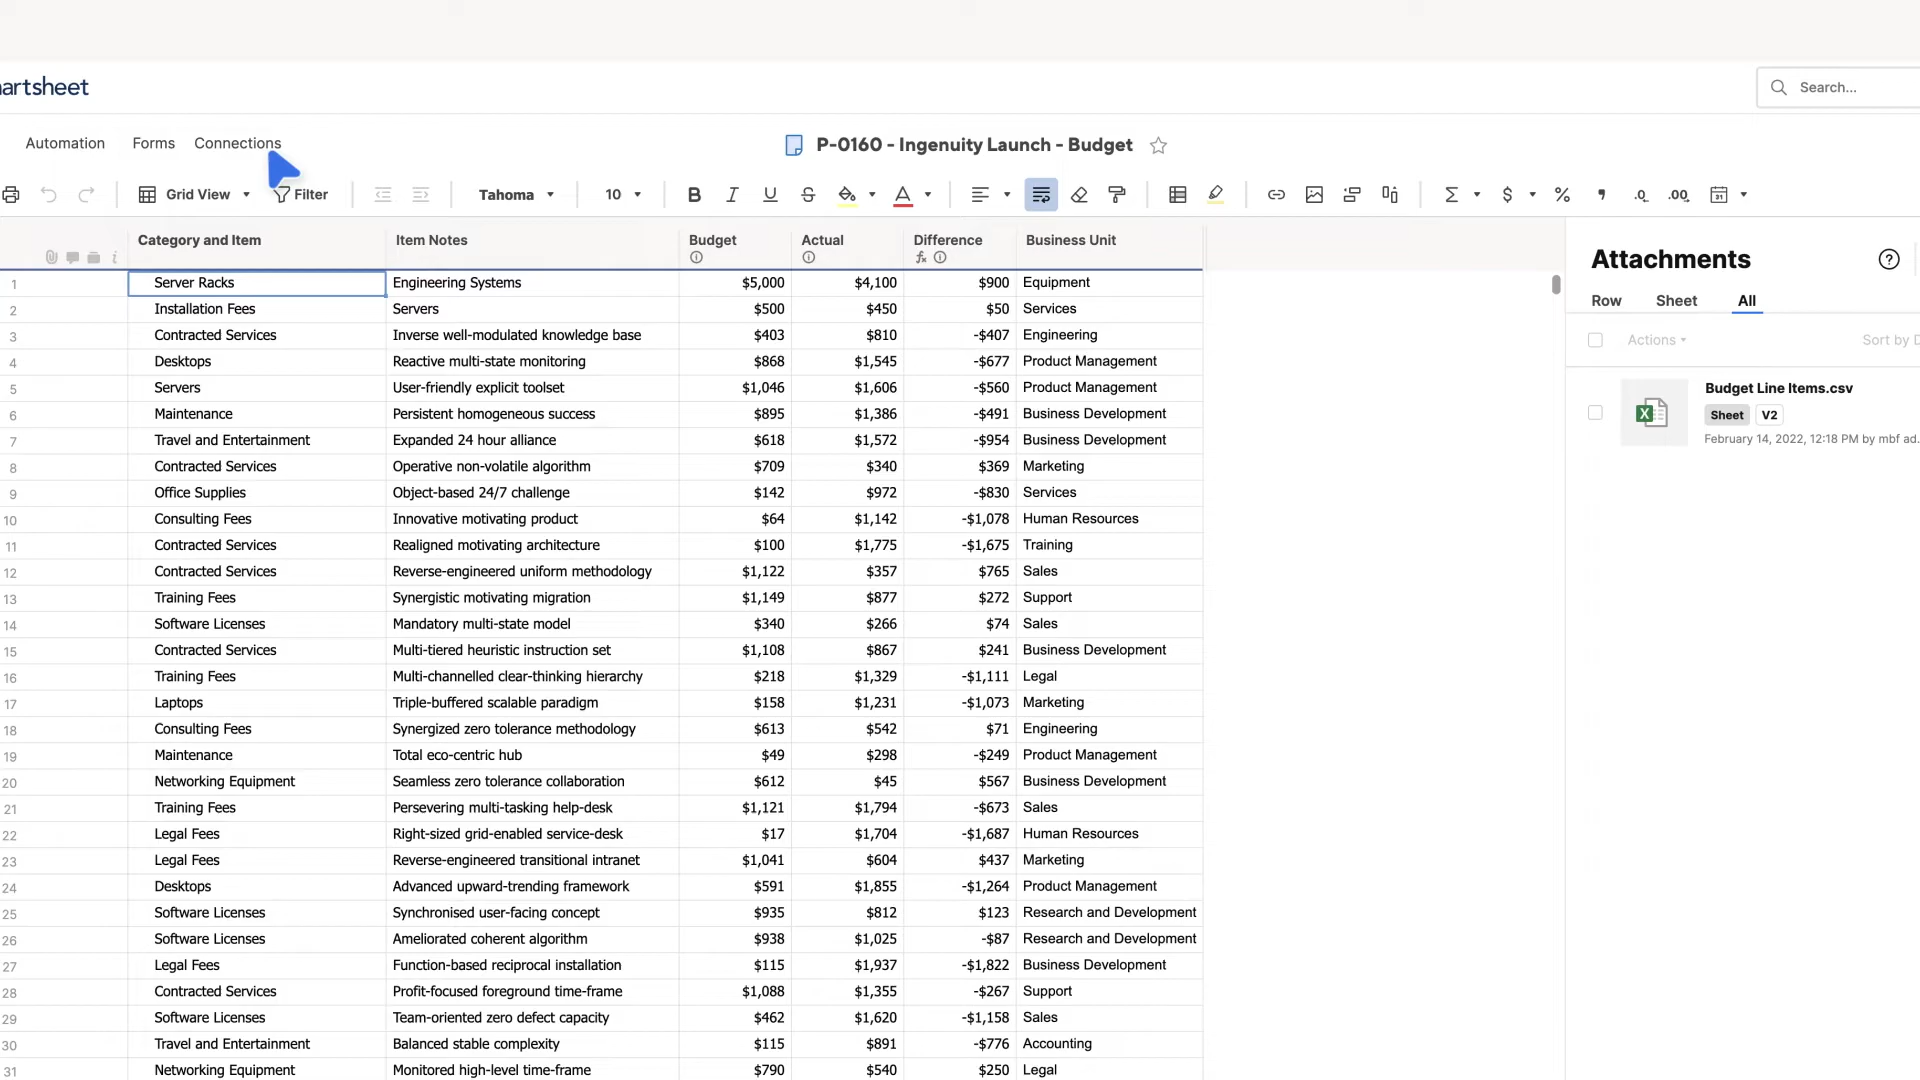 artsheet
Search...
Automation Forms Connections
P-0160 - Ingenuity Launch - Budget
Grid View Filter Tahoma 10 B I U S A Σ $ % , .0 .00
Category and Item Item Notes Budget Actual Difference Business Unit
fx
1 Server Racks Engineering Systems $5,000 $4,100 $900 Equipment
2 Installation Fees Servers $500 $450 $50 Services
3 Contracted Services Inverse well-modulated knowledge base $403 $810 -$407 Engineering
4 Desktops Reactive multi-state monitoring $868 $1,545 -$677 Product Management
5 Servers User-friendly explicit toolset $1,046 $1,606 -$560 Product Management
6 Maintenance Persistent homogeneous success $895 $1,386 -$491 Business Development
7 Travel and Entertainment Expanded 24 hour alliance $618 $1,572 -$954 Business Development
8 Contracted Services Operative non-volatile algorithm $709 $340 $369 Marketing
9 Office Supplies Object-based 24/7 challenge $142 $972 -$830 Services
10 Consulting Fees Innovative motivating product $64 $1,142 -$1,078 Human Resources
11 Contracted Services Realigned motivating architecture $100 $1,775 -$1,675 Training
12 Contracted Services Reverse-engineered uniform methodology $1,122 $357 $765 Sales
13 Training Fees Synergistic motivating migration $1,149 $877 $272 Support
14 Software Licenses Mandatory multi-state model $340 $266 $74 Sales
15 Contracted Services Multi-tiered heuristic instruction set $1,108 $867 $241 Business Development
16 Training Fees Multi-channelled clear-thinking hierarchy $218 $1,329 -$1,111 Legal
17 Laptops Triple-buffered scalable paradigm $158 $1,231 -$1,073 Marketing
18 Consulting Fees Synergized zero tolerance methodology $613 $542 $71 Engineering
19 Maintenance Total eco-centric hub $49 $298 -$249 Product Management
20 Networking Equipment Seamless zero tolerance collaboration $612 $45 $567 Business Development
21 Training Fees Persevering multi-tasking help-desk $1,121 $1,794 -$673 Sales
22 Legal Fees Right-sized grid-enabled service-desk $17 $1,704 -$1,687 Human Resources
23 Legal Fees Reverse-engineered transitional intranet $1,041 $604 $437 Marketing
24 Desktops Advanced upward-trending framework $591 $1,855 -$1,264 Product Management
25 Software Licenses Synchronised user-facing concept $935 $812 $123 Research and Development
26 Software Licenses Ameliorated coherent algorithm $938 $1,025 -$87 Research and Development
27 Legal Fees Function-based reciprocal installation $115 $1,937 -$1,822 Business Development
28 Contracted Services Profit-focused foreground time-frame $1,088 $1,355 -$267 Support
29 Software Licenses Team-oriented zero defect capacity $462 $1,620 -$1,158 Sales
30 Travel and Entertainment Balanced stable complexity $115 $891 -$776 Accounting
31 Networking Equipment Monitored high-level time-frame $790 $540 $250 Legal
Attachments
Row Sheet All
Actions Sort by D
Budget Line Items.csv
Sheet V2
February 14, 2022, 12:18 PM by mbf ad.